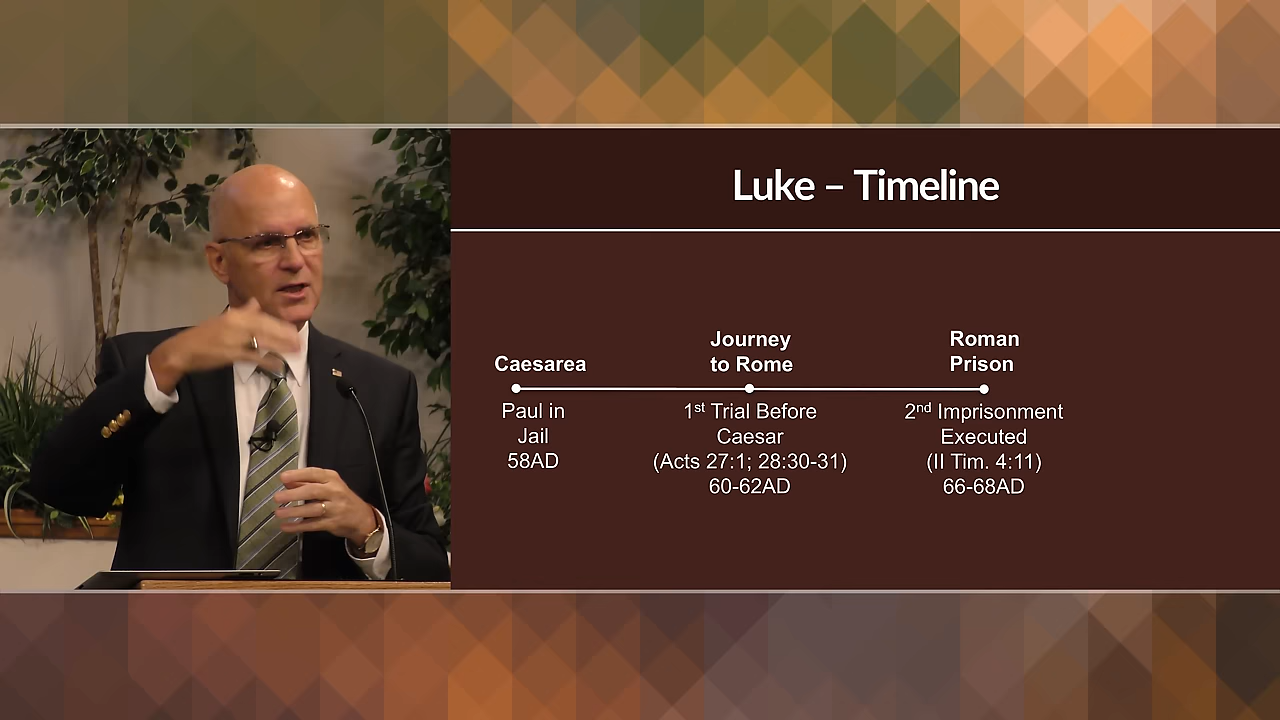 Luke – Timeline
Caesarea
Journey
to Rome
Roman
Prison
Paul in
Jail
58AD
1st Trial Before
Caesar
(Acts 27:1; 28:30-31)
60-62AD
2nd Imprisonment
Executed
(II Tim. 4:11)
66-68AD